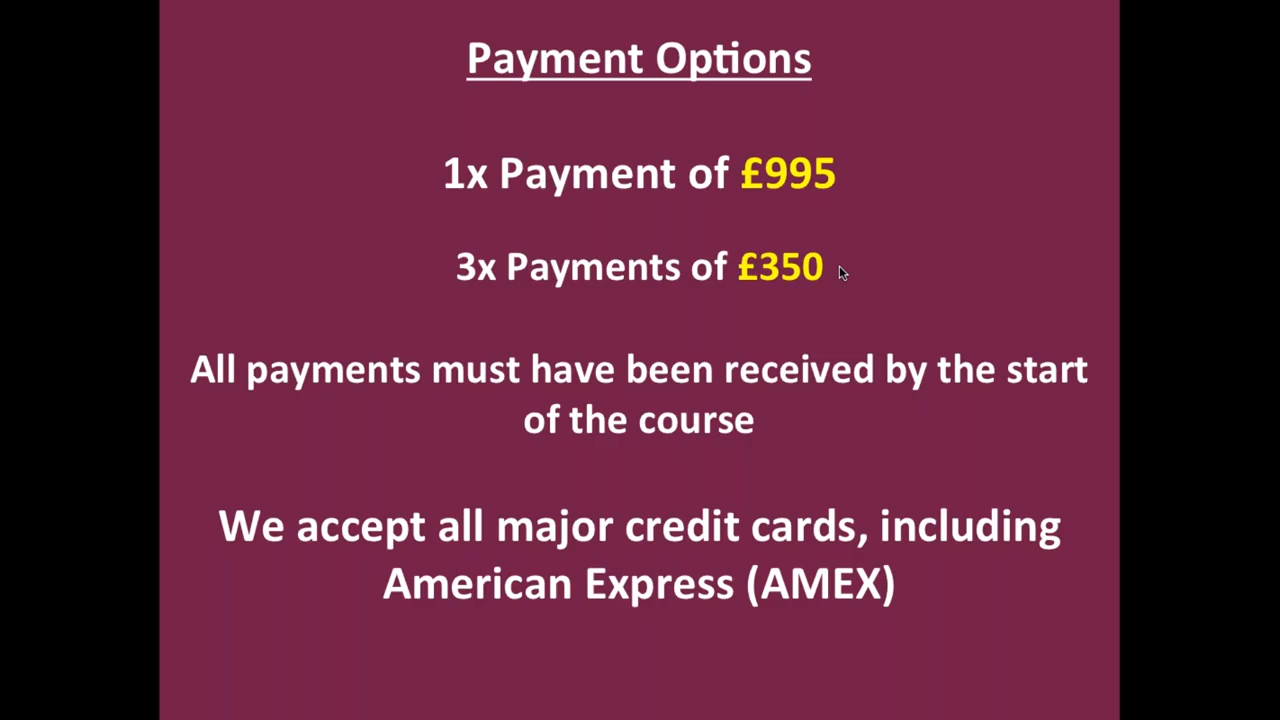 Payment Options
1x Payment of £995
3x Payments of £350
All payments must have been received by the start
of the course
We accept all major credit cards, including
American Express (AMEX)